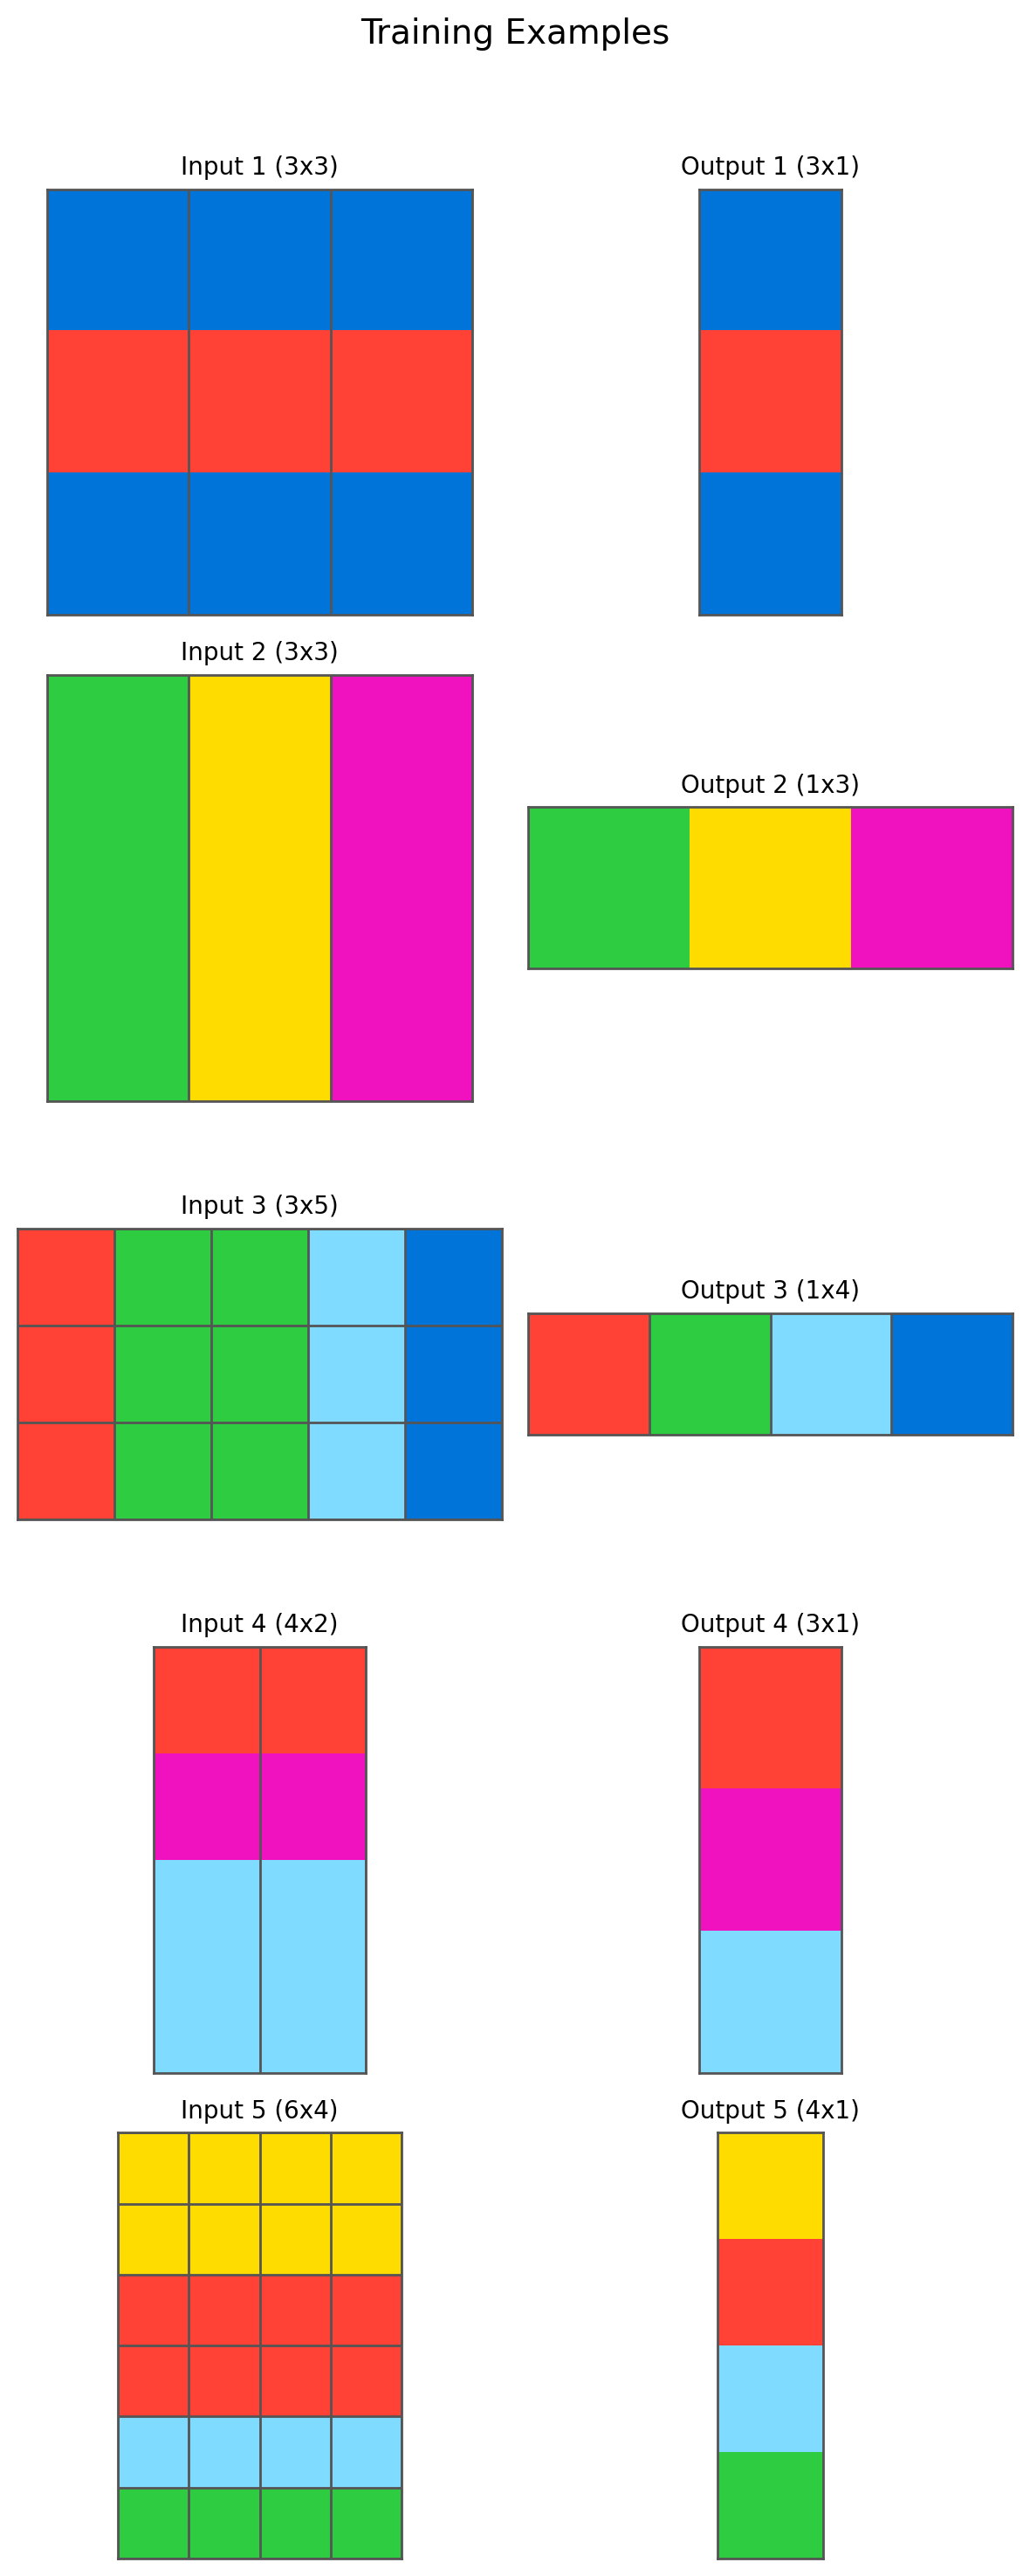 Training Examples
Input 1 (3x3)
Output 1 (3x1)
Input 2 (3x3)
Output 2 (1x3)
Input 3 (3x5)
Output 3 (1x4)
Input 4 (4x2)
Output 4 (3x1)
Input 5 (6x4)
Output 5 (4x1)